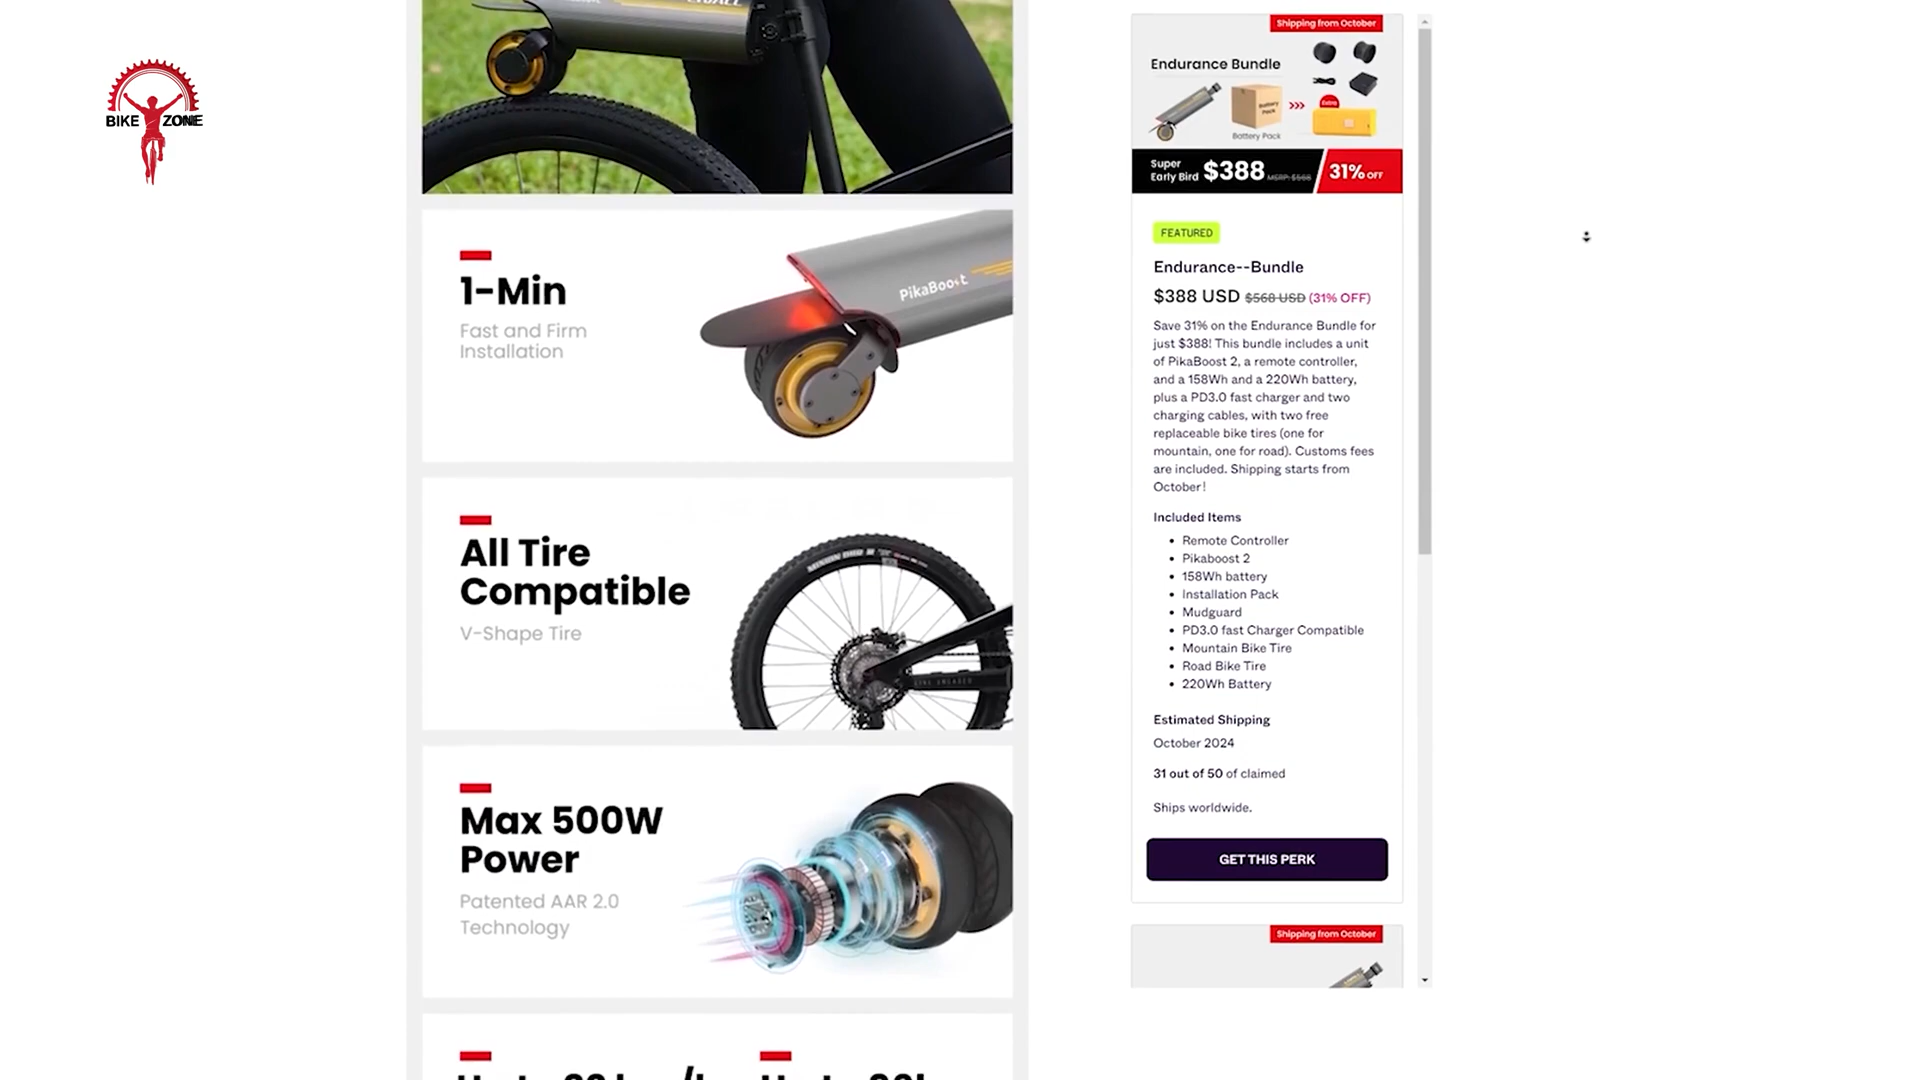 BIKE ZONE
1-Min
Fast and Firm
Installation
PikaBoost
All Tire
Compatible
V-Shape Tire
Max 500W
Power
Patented AAR 2.0
Technology
Shipping from October
Endurance Bundle
Battery
Pack
Battery Pack
>>>
Extra
Super
Early Bird $388 MSRP: $568 31% OFF
FEATURED
Endurance--Bundle
$388 USD $568 USD (31% OFF)
Save 31% on the Endurance Bundle for
just $388! This bundle includes a unit
of PikaBoost 2, a remote controller,
and a 158Wh and a 220Wh battery,
plus a PD3.0 fast charger and two
charging cables, with two free
replaceable bike tires (one for
mountain, one for road). Customs fees
are included. Shipping starts from
October!
Included Items
• Remote Controller
• Pikaboost 2
• 158Wh battery
• Installation Pack
• Mudguard
• PD3.0 fast Charger Compatible
• Mountain Bike Tire
• Road Bike Tire
• 220Wh Battery
Estimated Shipping
October 2024
31 out of 50 of claimed
Ships worldwide.
GET THIS PERK
Shipping from October